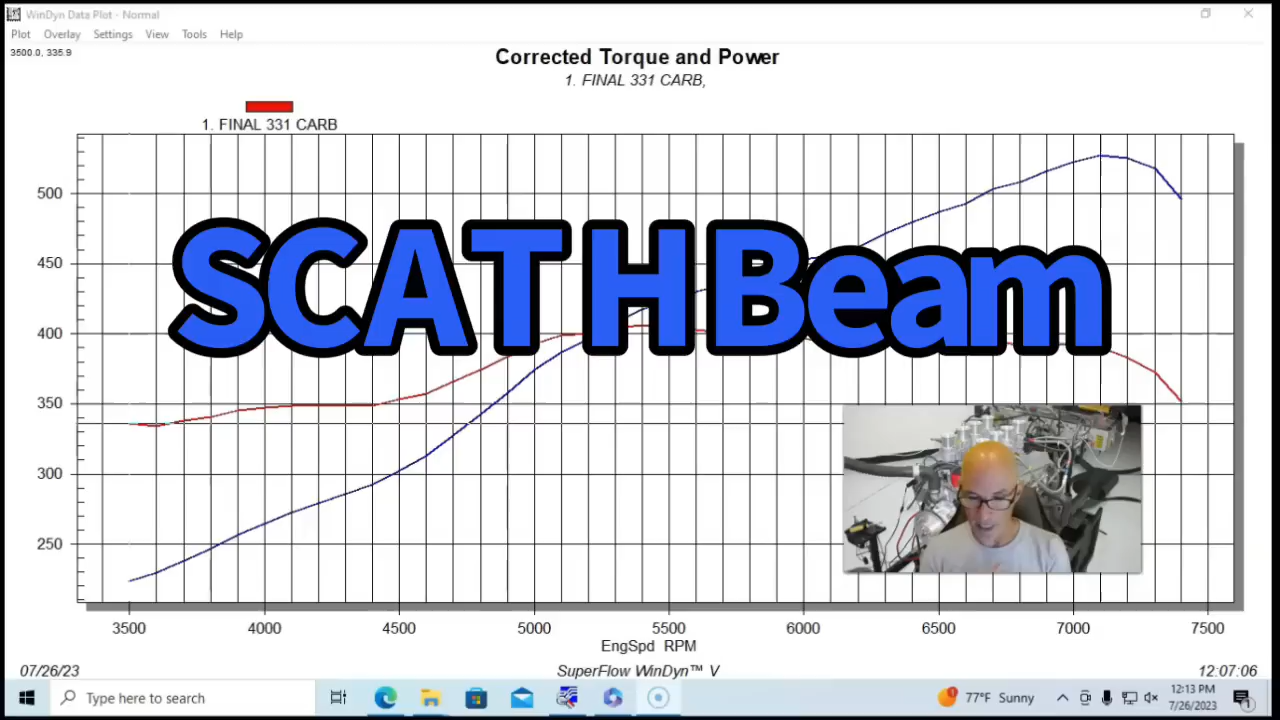 WinDyn Data Plot - Normal
Plot Overlay Settings View Tools Help
3500.0, 335.9
Corrected Torque and Power
1. FINAL 331 CARB,
1. FINAL 331 CARB
500
450
400
350
300
250
SCATHBeam
3500 4000 4500 5000 5500 6000 6500 7000 7500
EngSpd RPM
07/26/23 SuperFlow WinDyn™ V 12:07:06
Type here to search
77°F Sunny
12:13 PM
7/26/2023